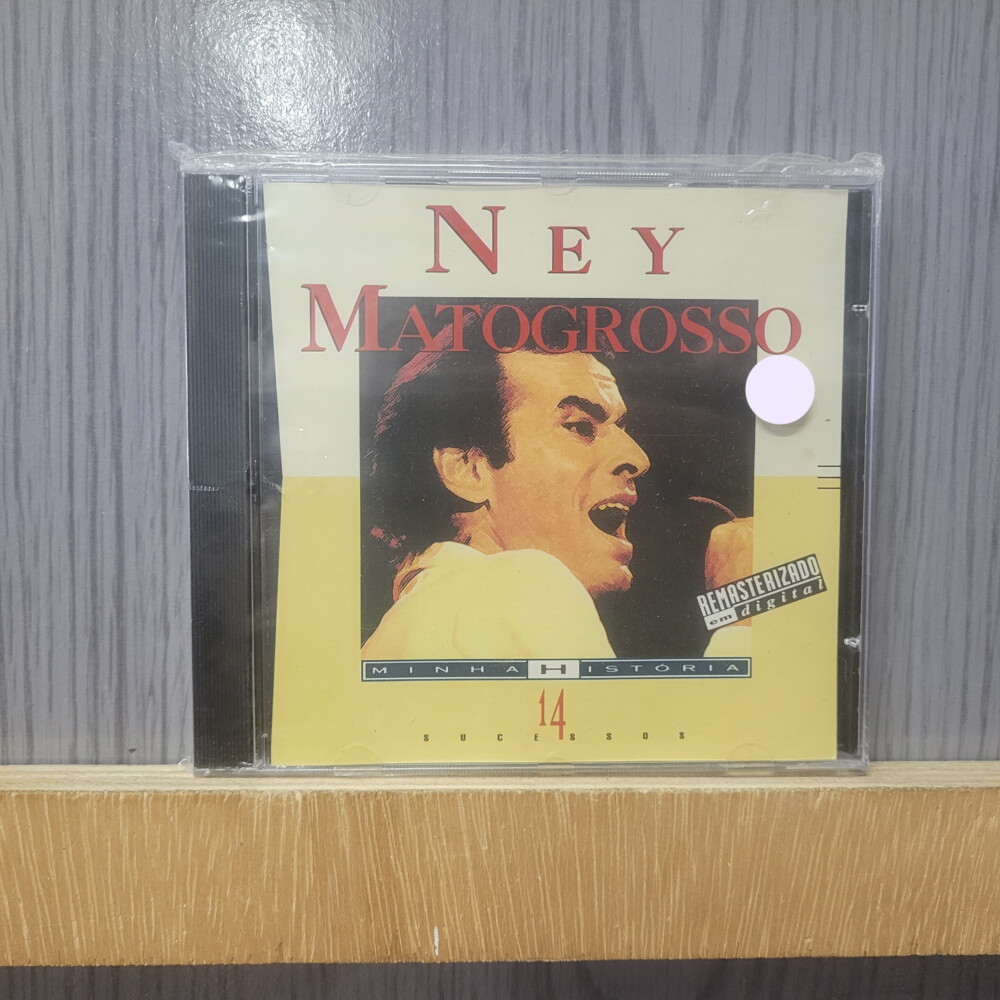 NEY
MATOGROSSO
REMASTERIZADO
em digital
MINHA HISTÓRIA
14
SUCESSOS